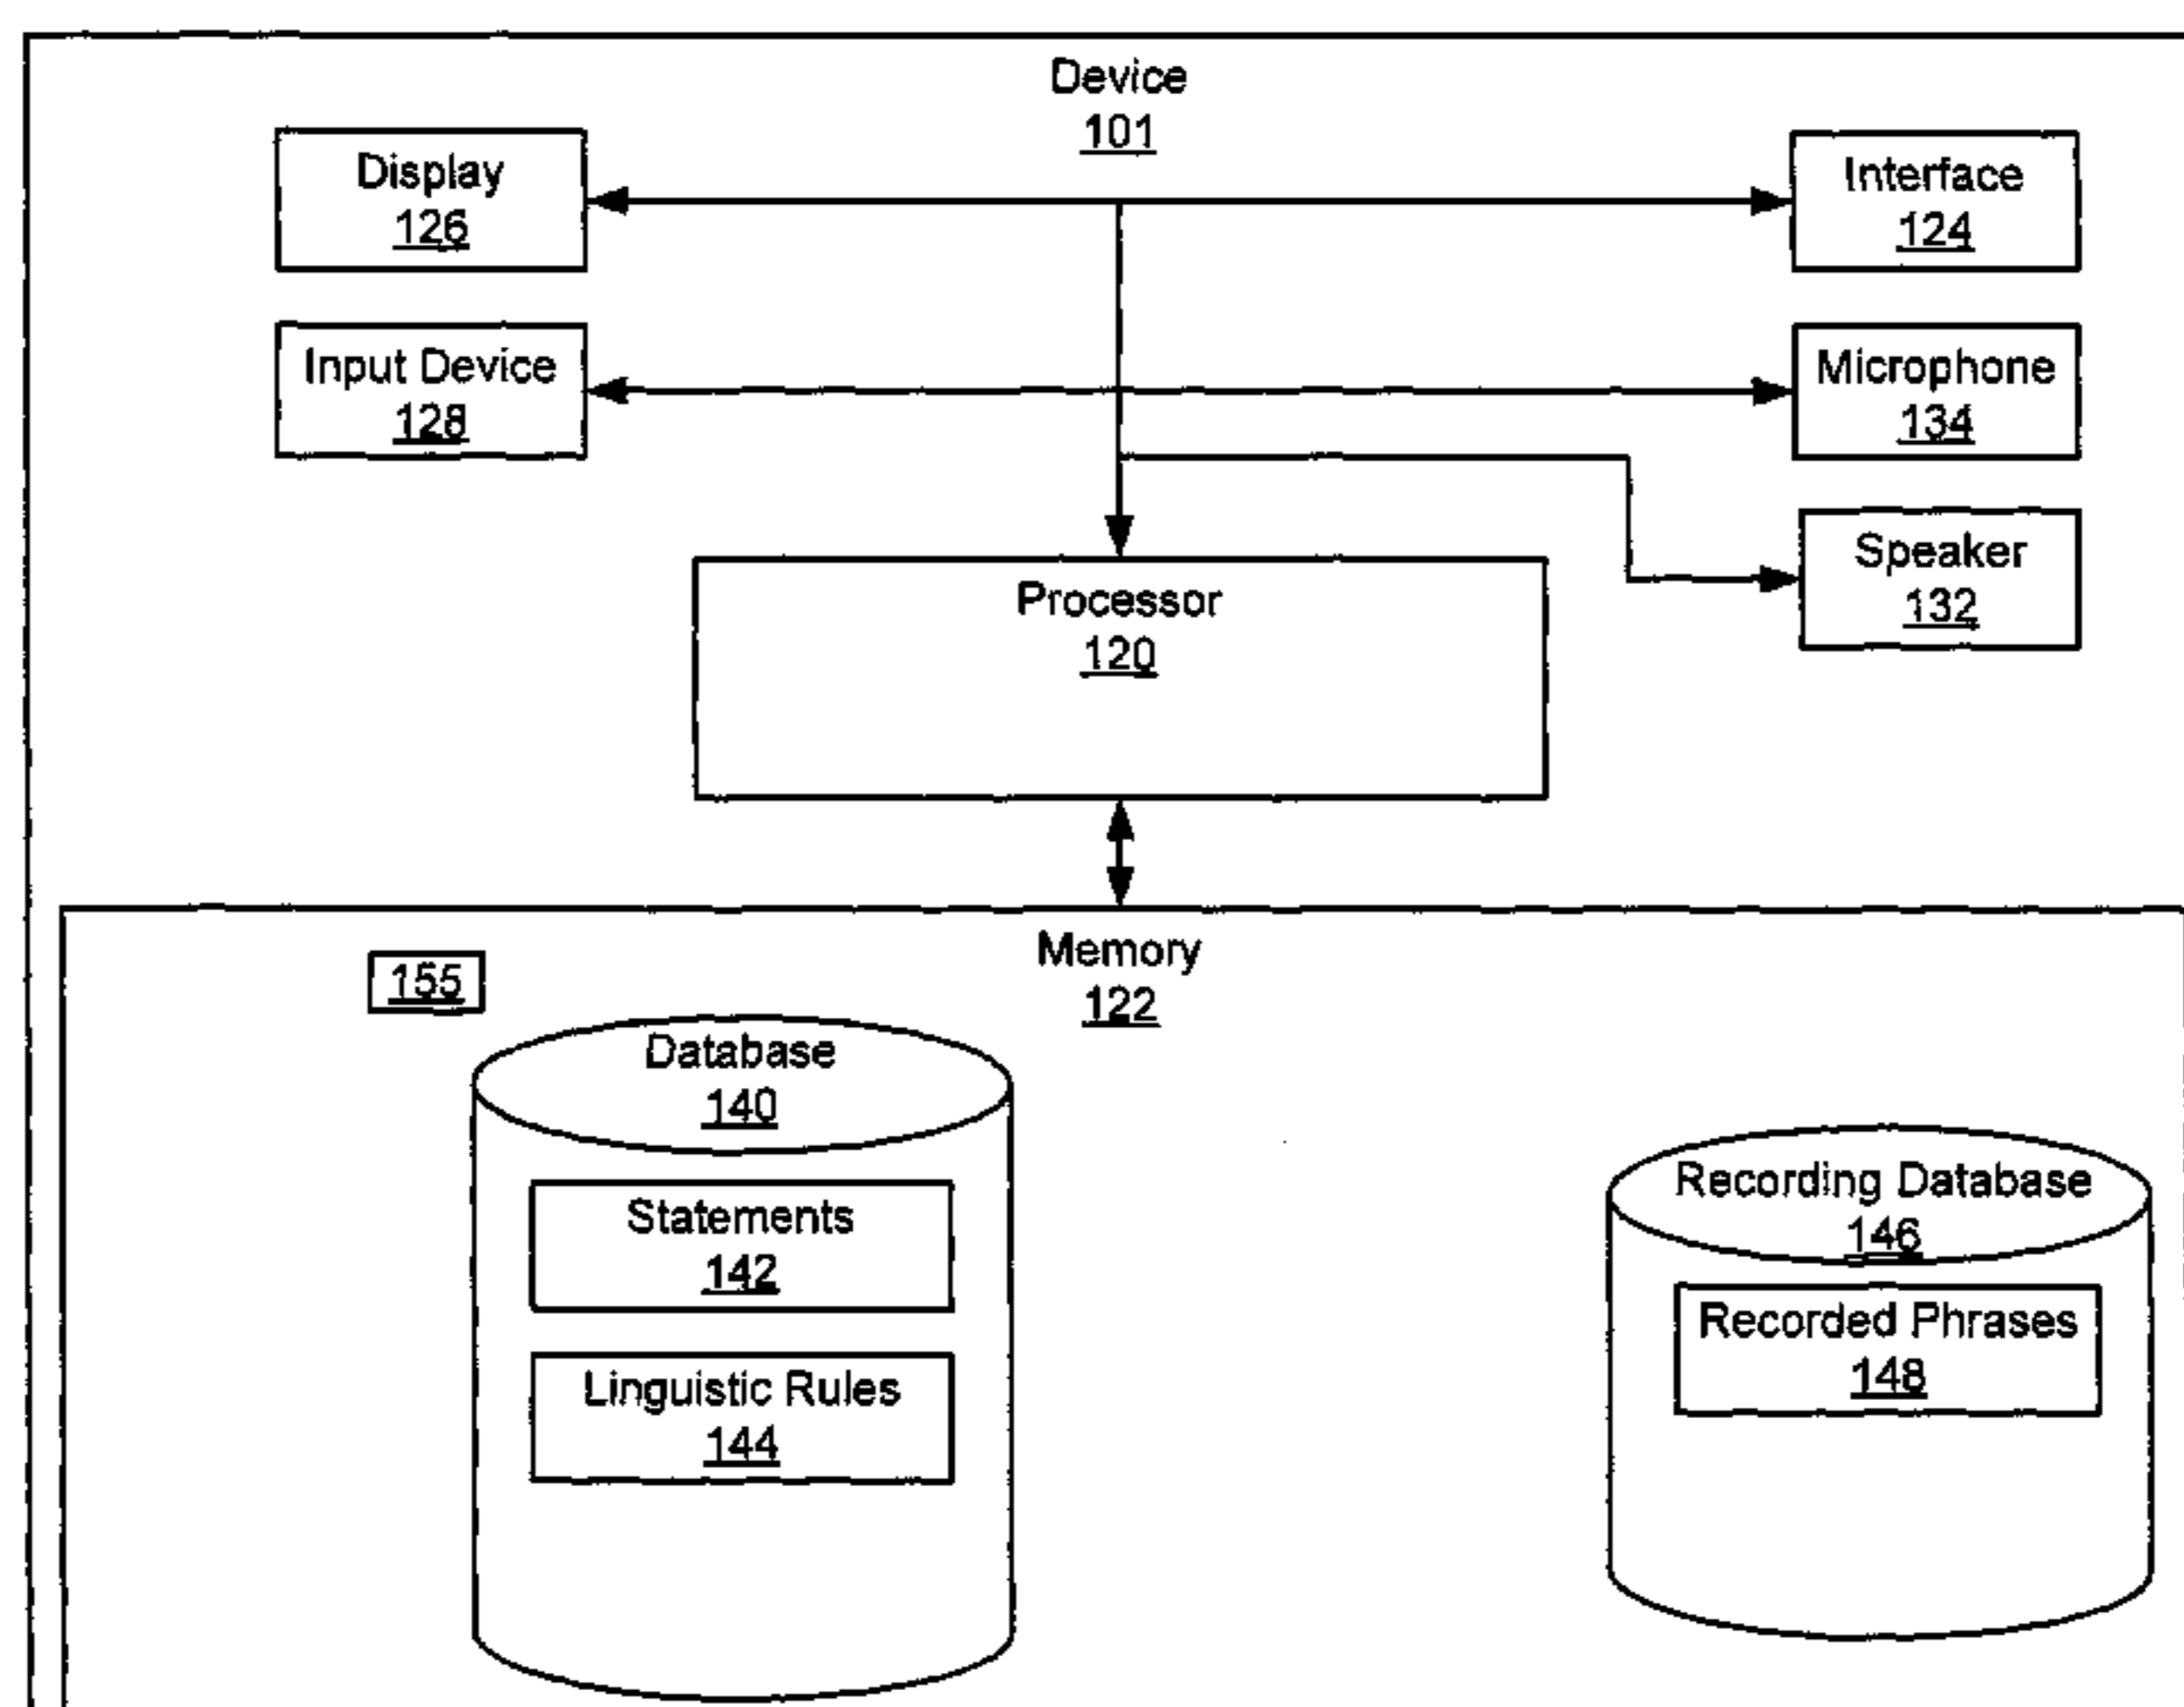 Device
101
Display
126
Interface
124
Input Device
128
Microphone
134
Speaker
132
Processor
120
Memory
122
155
Database
140
Statements
142
Linguistic Rules
144
Recording Database
146
Recorded Phrases
148